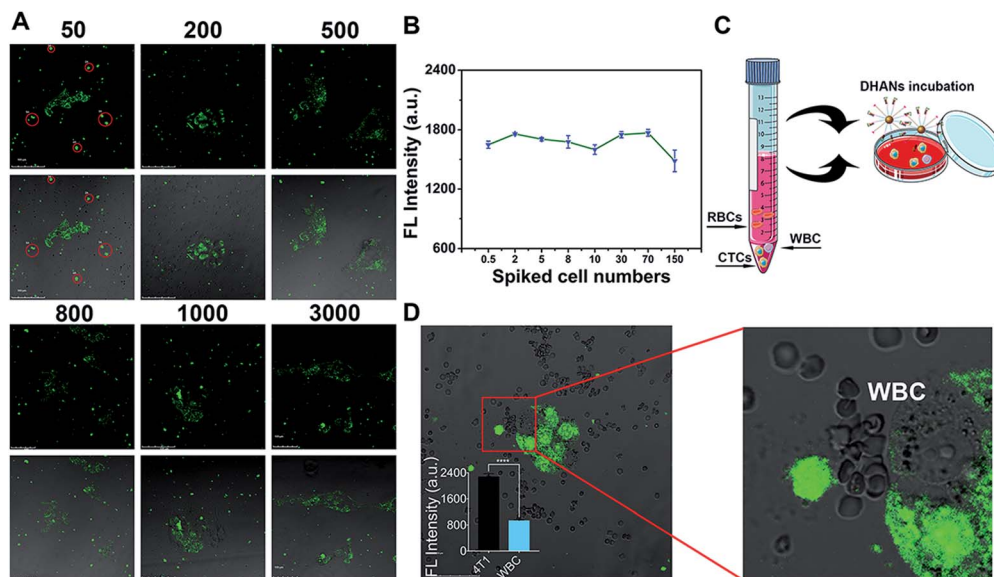 A
50 200 500
800 1000 3000
B
FL Intensity (a.u.)
2400
1800
1200
600
0.5 2 5 8 10 30 70 150
Spiked cell numbers
C
DHANs incubation
RBCs
WBC
CTCs
D
FL Intensity (a.u.)
2400
1600
800
0
****
4T1
WBC
WBC